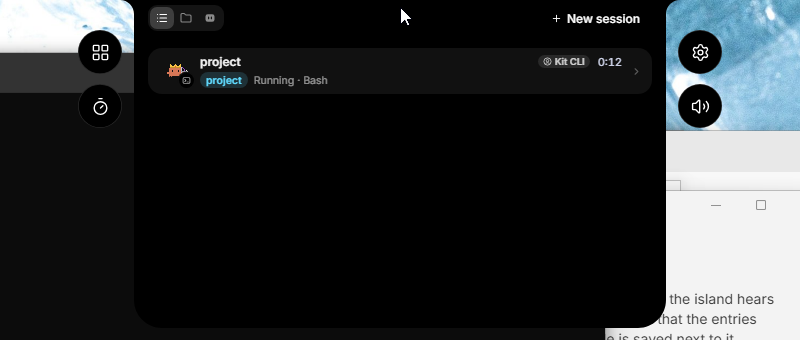 + New session
project
Kit CLI 0:12
project Running · Bash
the island hears
that the entries
e is saved next to it